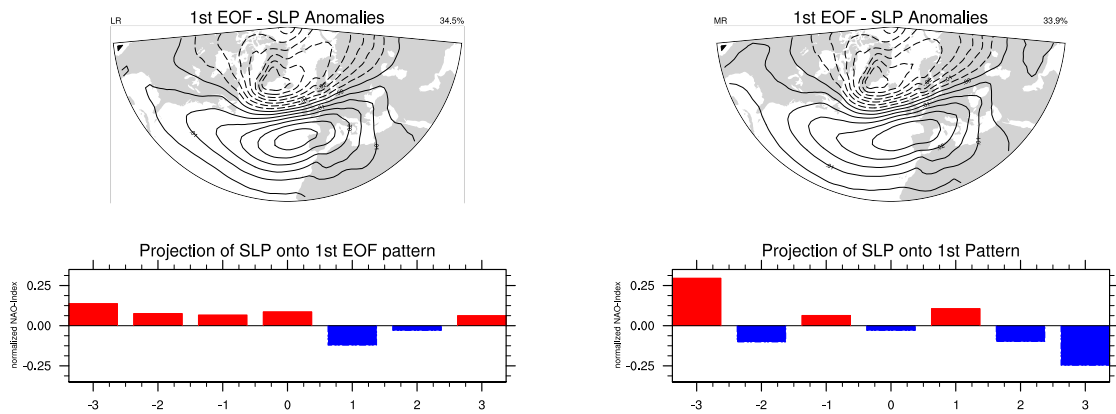 LR 1st EOF - SLP Anomalies 34.5%
MR 1st EOF - SLP Anomalies 33.9%
Projection of SLP onto 1st EOF pattern
normalized NAO-Index
0.25
0.00
-0.25
-3 -2 -1 0 1 2 3
Projection of SLP onto 1st Pattern
normalized NAO-Index
0.25
0.00
-0.25
-3 -2 -1 0 1 2 3